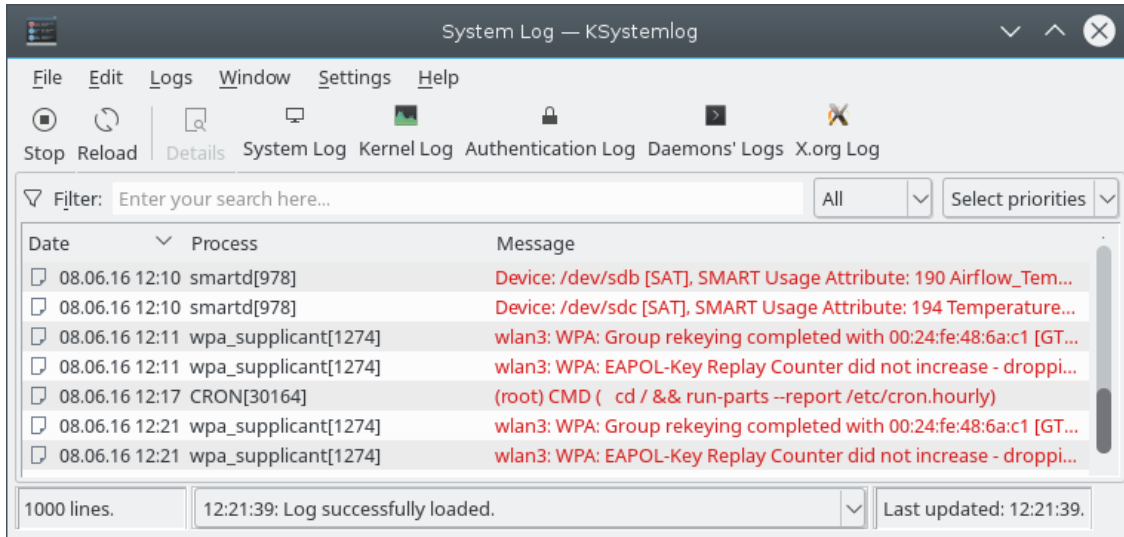 System Log — KSystemlog
File Edit Logs Window Settings Help
Stop Reload Details System Log Kernel Log Authentication Log Daemons' Logs X.org Log
Filter: Enter your search here... All Select priorities
Date Process Message
08.06.16 12:10 smartd[978] Device: /dev/sdb [SAT], SMART Usage Attribute: 190 Airflow_Tem...
08.06.16 12:10 smartd[978] Device: /dev/sdc [SAT], SMART Usage Attribute: 194 Temperature...
08.06.16 12:11 wpa_supplicant[1274] wlan3: WPA: Group rekeying completed with 00:24:fe:48:6a:c1 [GT...
08.06.16 12:11 wpa_supplicant[1274] wlan3: WPA: EAPOL-Key Replay Counter did not increase - droppi...
08.06.16 12:17 CRON[30164] (root) CMD (   cd / && run-parts --report /etc/cron.hourly)
08.06.16 12:21 wpa_supplicant[1274] wlan3: WPA: Group rekeying completed with 00:24:fe:48:6a:c1 [GT...
08.06.16 12:21 wpa_supplicant[1274] wlan3: WPA: EAPOL-Key Replay Counter did not increase - droppi...
1000 lines. 12:21:39: Log successfully loaded. Last updated: 12:21:39.